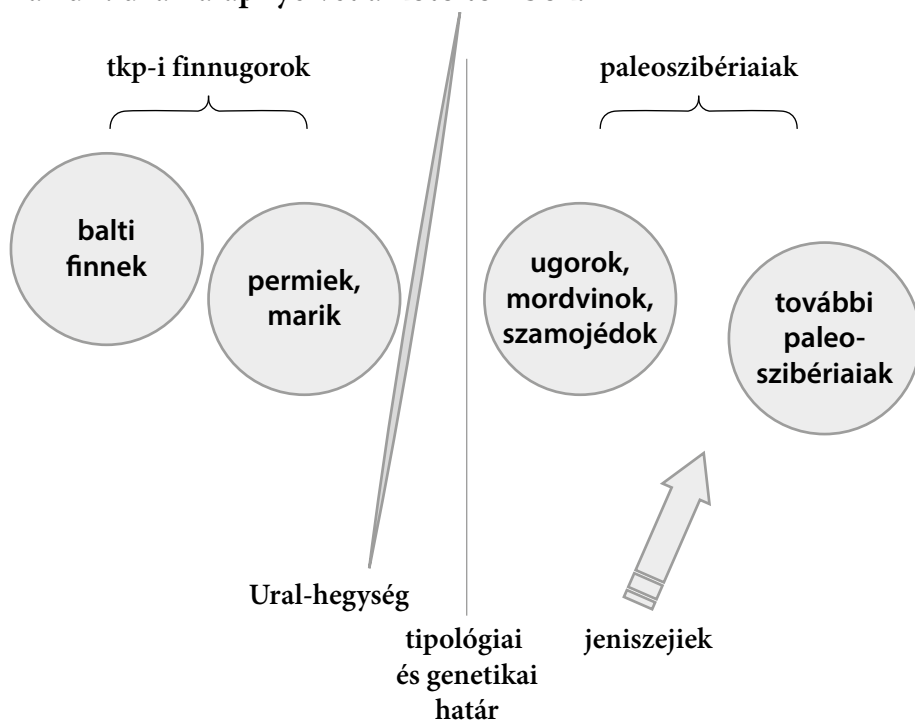 tkp-i finnugorok
paleoszibériaiak
balti
finnek
permiek,
marik
ugorok,
mordvinok,
szamojédok
további
paleo-
szibériaiak
Ural-hegység
tipológiai
és genetikai
határ
jeniszejiek